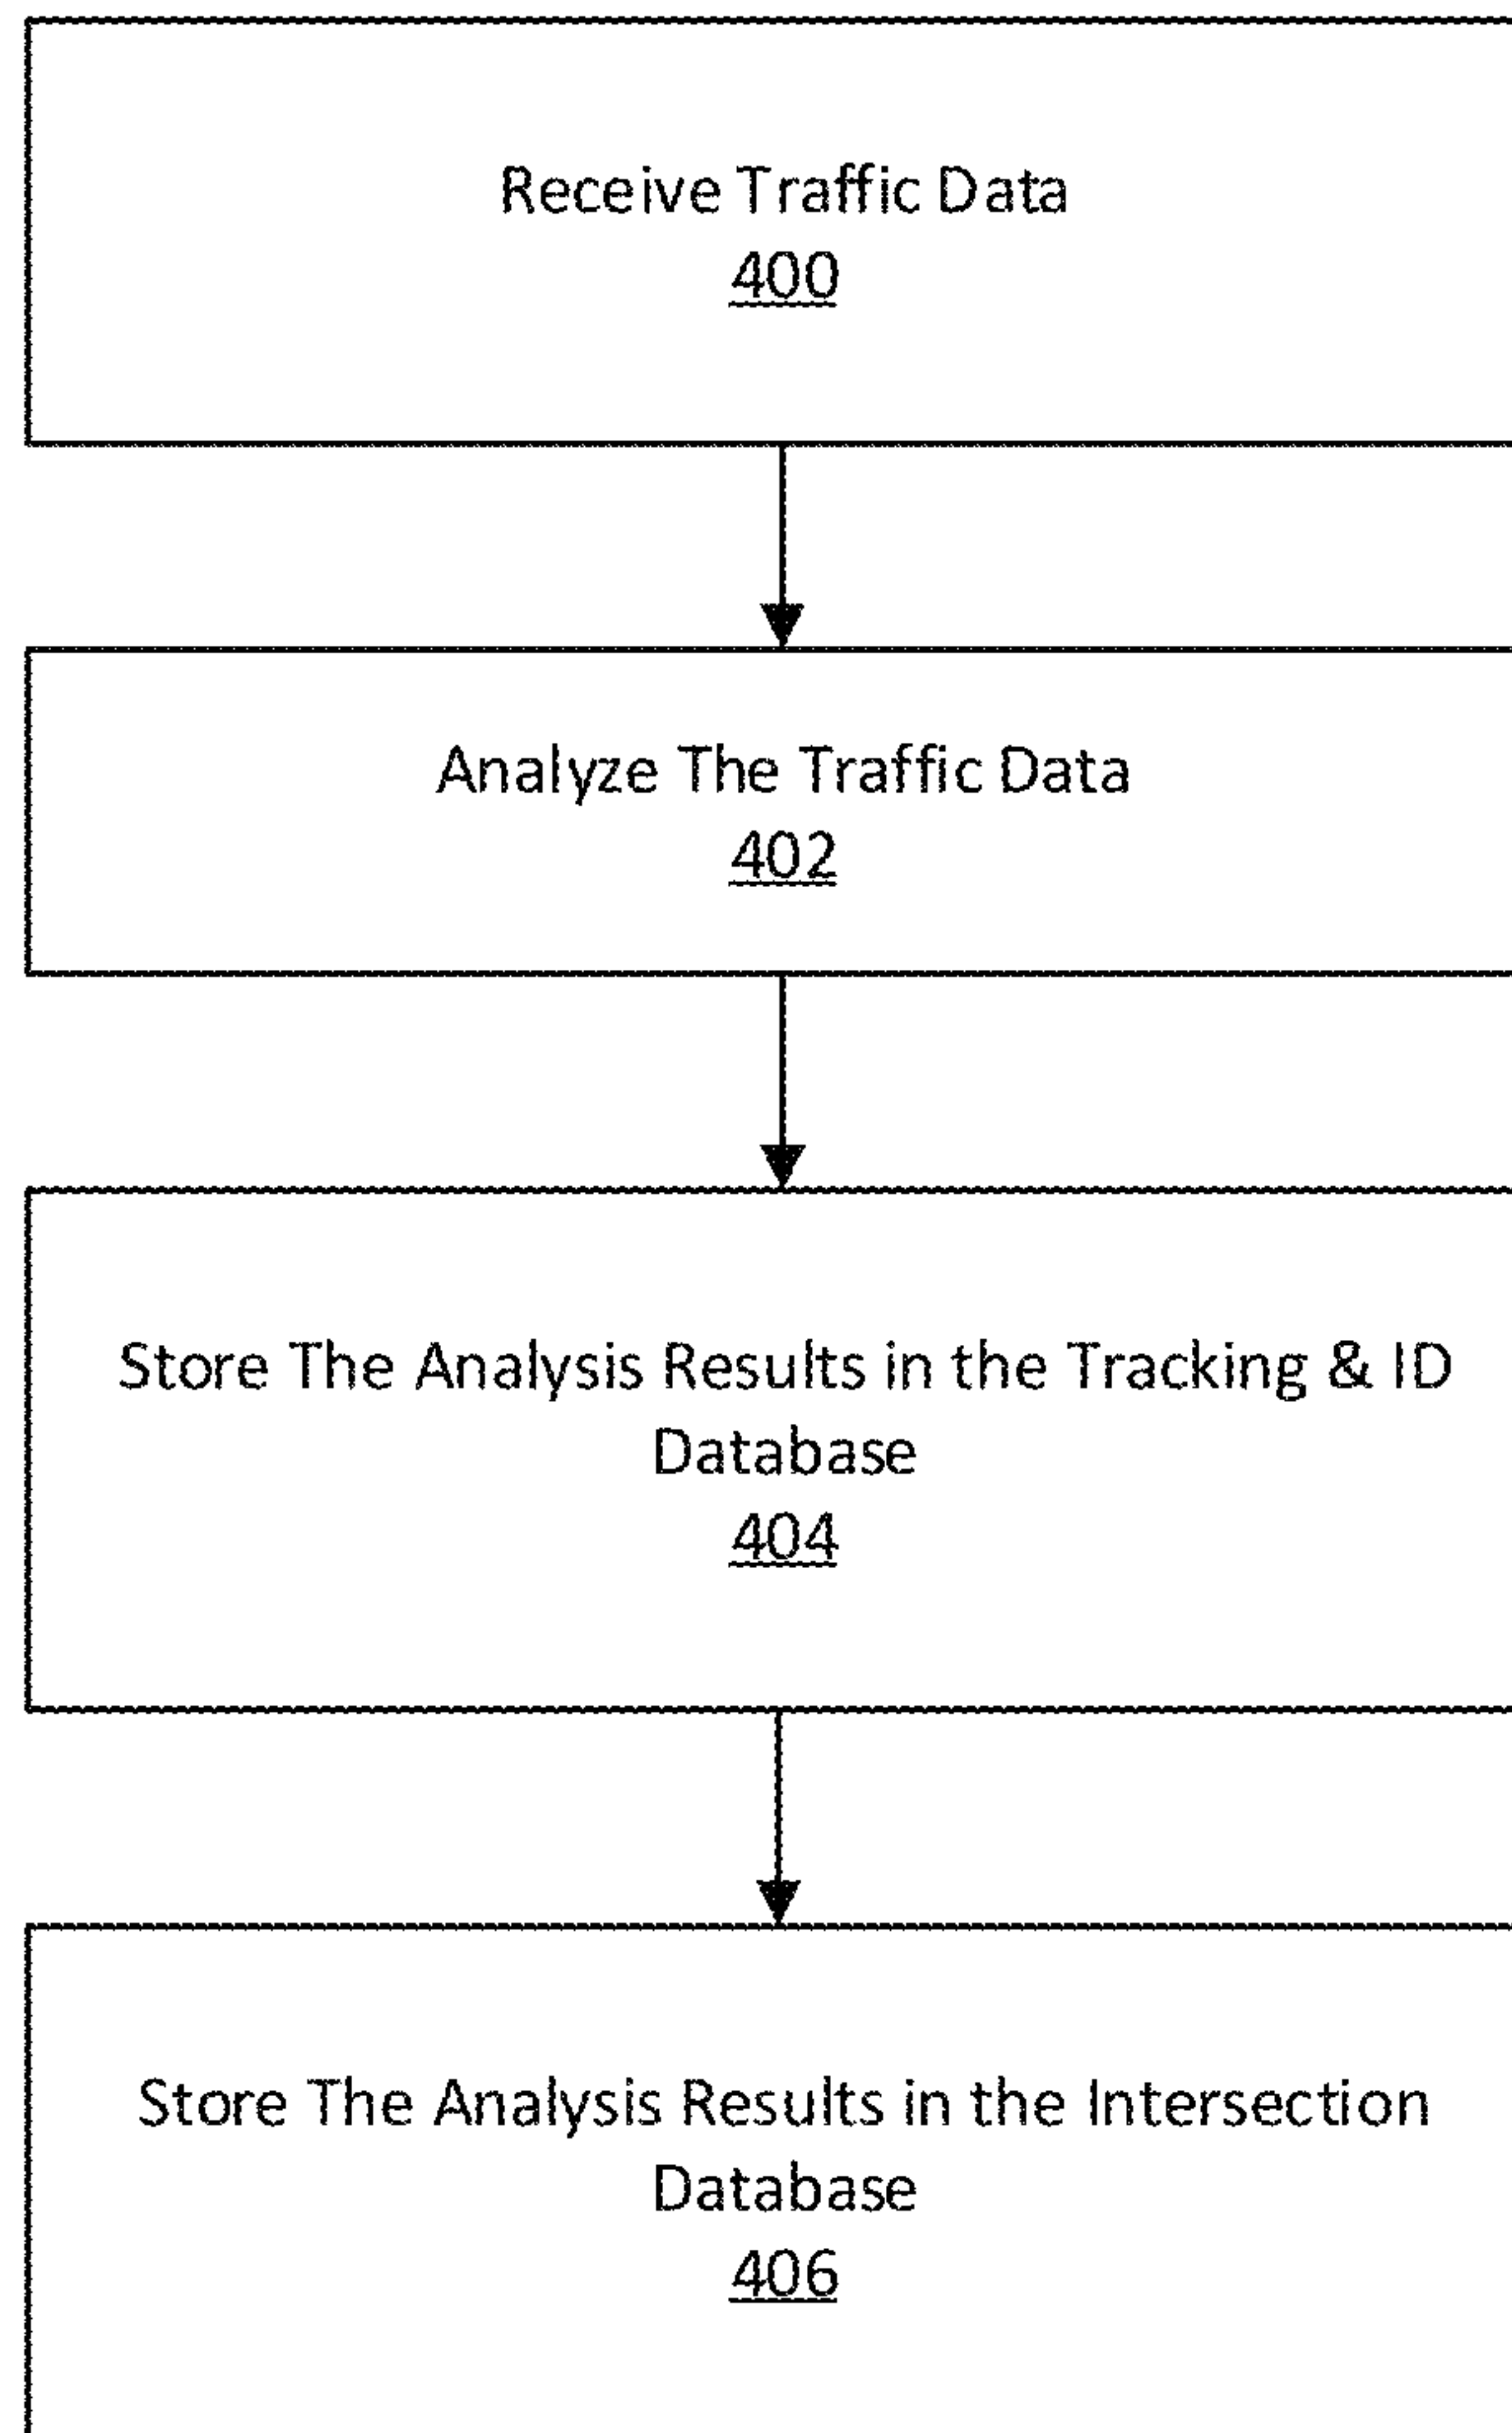 Receive Traffic Data
400
Analyze The Traffic Data
402
Store The Analysis Results in the Tracking & ID
Database
404
Store The Analysis Results in the Intersection
Database
406